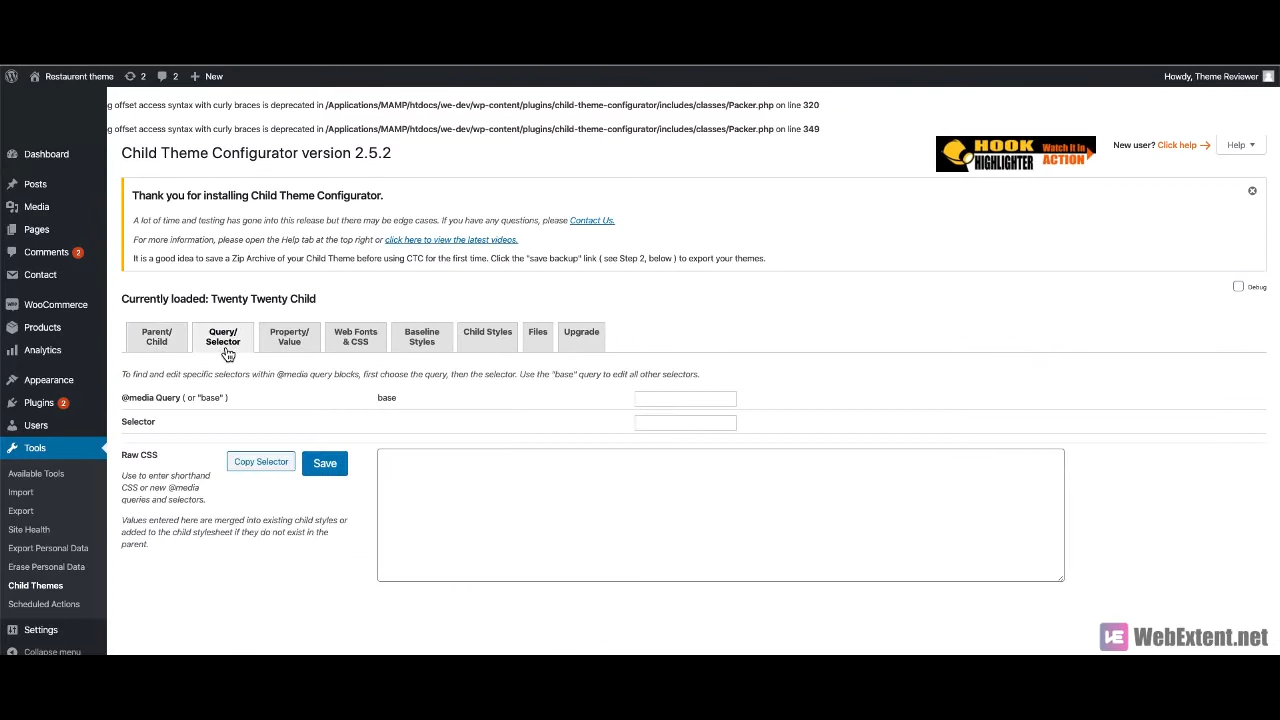 Restaurent theme
2
2
New
Howdy, Theme Reviewer
g offset access syntax with curly braces is deprecated in /Applications/MAMP/htdocs/we-dev/wp-content/plugins/child-theme-configurator/includes/classes/Packer.php on line 320
g offset access syntax with curly braces is deprecated in /Applications/MAMP/htdocs/we-dev/wp-content/plugins/child-theme-configurator/includes/classes/Packer.php on line 349
Child Theme Configurator version 2.5.2
HOOK
HIGHLIGHTER
Watch It In
ACTION
New user? Click help
Help
Thank you for installing Child Theme Configurator.
A lot of time and testing has gone into this release but there may be edge cases. If you have any questions, please Contact Us.
For more information, please open the Help tab at the top right or click here to view the latest videos.
It is a good idea to save a Zip Archive of your Child Theme before using CTC for the first time. Click the "save backup" link ( see Step 2, below ) to export your themes.
Currently loaded: Twenty Twenty Child
Debug
Parent/
Child
Query/
Selector
Property/
Value
Web Fonts
& CSS
Baseline
Styles
Child Styles
Files
Upgrade
To find and edit specific selectors within @media query blocks, first choose the query, then the selector. Use the "base" query to edit all other selectors.
@media Query ( or "base" )
base
Selector
Raw CSS
Copy Selector
Save
Use to enter shorthand
CSS or new @media
queries and selectors.
Values entered here are merged into existing child styles or
added to the child stylesheet if they do not exist in the
parent.
Dashboard
Posts
Media
Pages
Comments 2
Contact
WooCommerce
Products
Analytics
Appearance
Plugins 2
Users
Tools
Available Tools
Import
Export
Site Health
Export Personal Data
Erase Personal Data
Child Themes
Scheduled Actions
Settings
Collapse menu
WebExtent.net